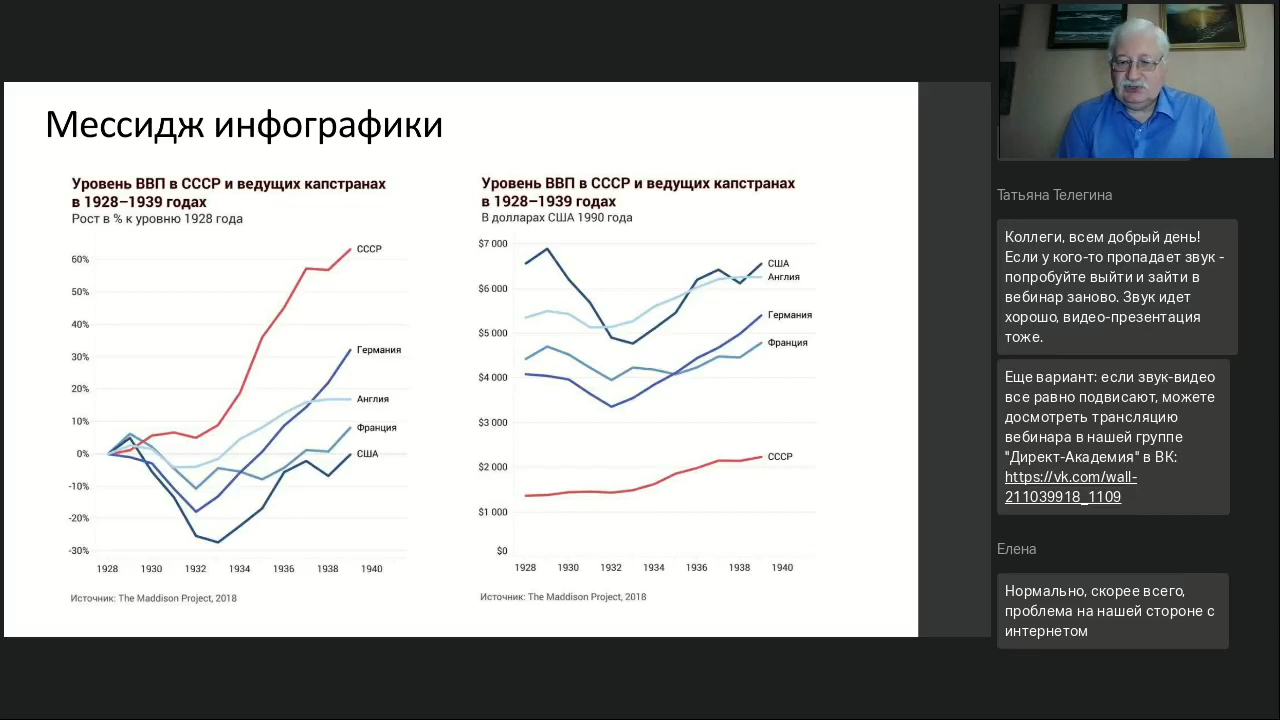 Мессидж инфографики
Уровень ВВП в СССР и ведущих капстранах
в 1928–1939 годах
Рост в % к уровню 1928 года
60%
50%
40%
30%
20%
10%
0%
-10%
-20%
-30%
СССР
Германия
Англия
Франция
США
1928 1930 1932 1934 1936 1938 1940
Источник: The Maddison Project, 2018
Уровень ВВП в СССР и ведущих капстранах
в 1928–1939 годах
В долларах США 1990 года
$7 000
$6 000
$5 000
$4 000
$3 000
$2 000
$1 000
$0
США
Англия
Германия
Франция
СССР
1928 1930 1932 1934 1936 1938 1940
Источник: The Maddison Project, 2018
Татьяна Телегина
Коллеги, всем добрый день!
Если у кого-то пропадает звук -
попробуйте выйти и зайти в
вебинар заново. Звук идет
хорошо, видео-презентация
тоже.
Еще вариант: если звук-видео
все равно подвисают, можете
досмотреть трансляцию
вебинара в нашей группе
"Директ-Академия" в ВК:
https://vk.com/wall-
211039918_1109
Елена
Нормально, скорее всего,
проблема на нашей стороне с
интернетом